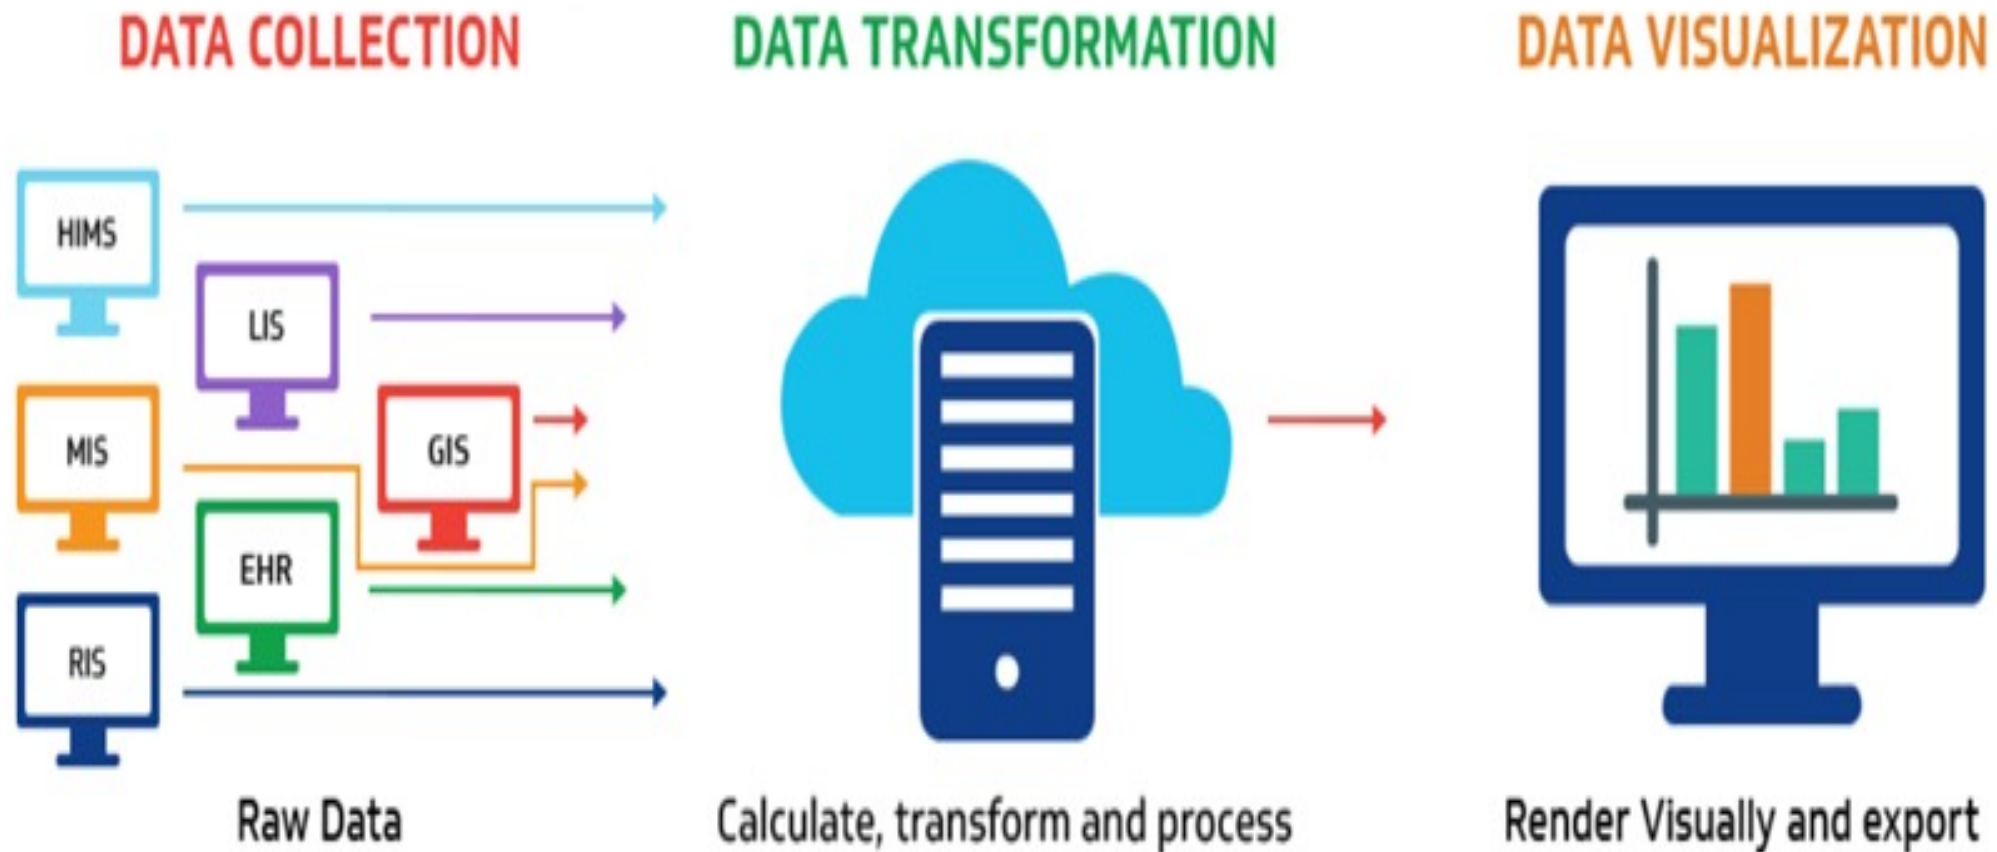 DATA COLLECTION
DATA TRANSFORMATION
DATA VISUALIZATION
HIMS
LIS
MIS
GIS
EHR
RIS
Raw Data
Calculate, transform and process
Render Visually and export